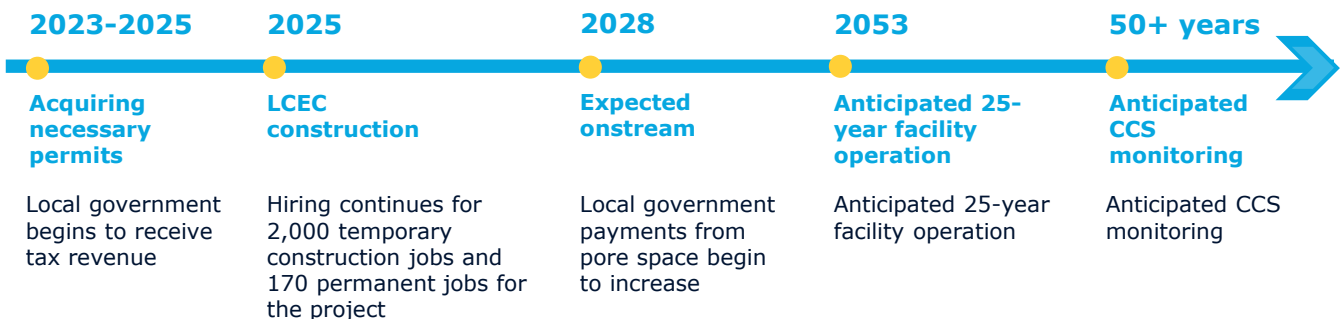 2023-2025
Acquiring
necessary
permits
Local government
begins to receive
tax revenue
2025
LCEC
construction
Hiring continues for
2,000 temporary
construction jobs and
170 permanent jobs for
the project
2028
Expected
onstream
Local government
payments from
pore space begin
to increase
2053
Anticipated 25-
year facility
operation
Anticipated 25-year
facility operation
50+ years
Anticipated
CCS
monitoring
Anticipated CCS
monitoring